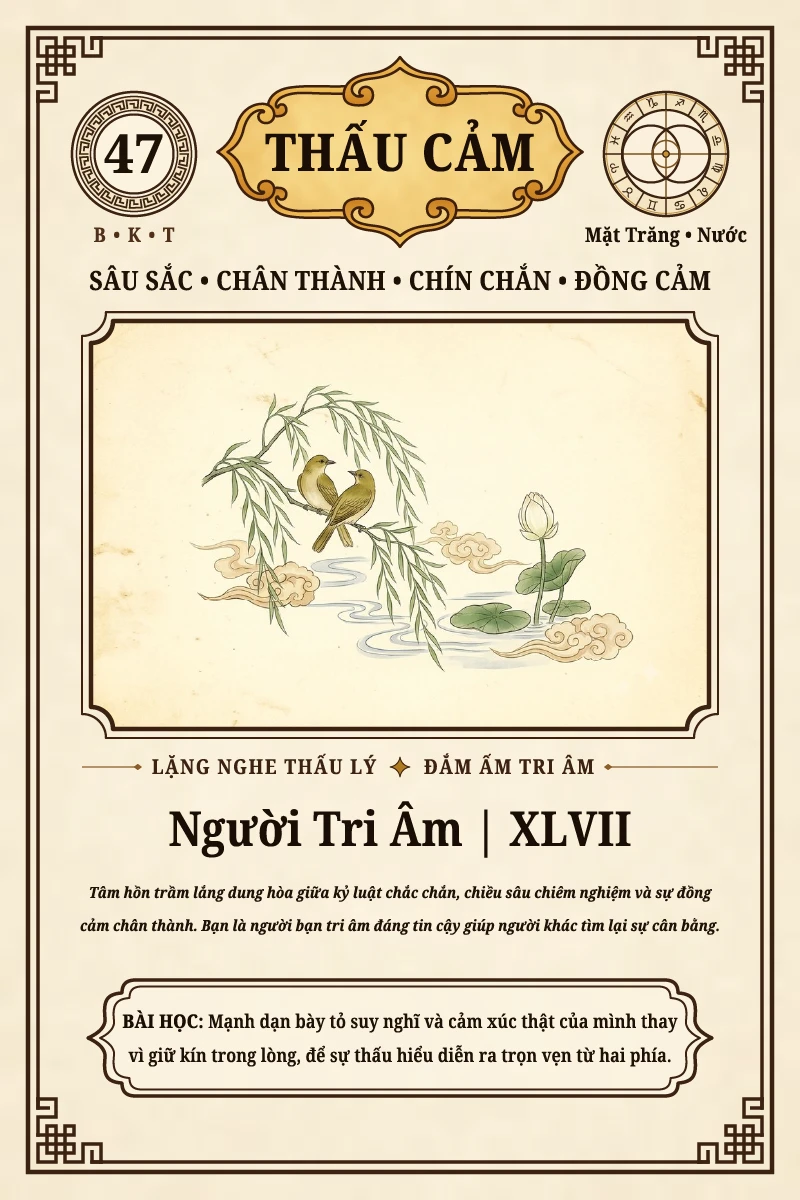 47
THẤU CẢM
B • K • T
Mặt Trăng • Nước
SÂU SẮC • CHÂN THÀNH • CHÍN CHẮN • ĐỒNG CẢM
LẶNG NGHE THẤU LÝ ✦ ĐẮM ẤM TRI ÂM
Người Tri Âm | XLVII
Tâm hồn trầm lắng dung hòa giữa kỷ luật chắc chắn, chiều sâu chiêm nghiệm và sự đồng
cảm chân thành. Bạn là người bạn tri âm đáng tin cậy giúp người khác tìm lại sự cân bằng.
BÀI HỌC: Mạnh dạn bày tỏ suy nghĩ và cảm xúc thật của mình thay
vì giữ kín trong lòng, để sự thấu hiểu diễn ra trọn vẹn từ hai phía.